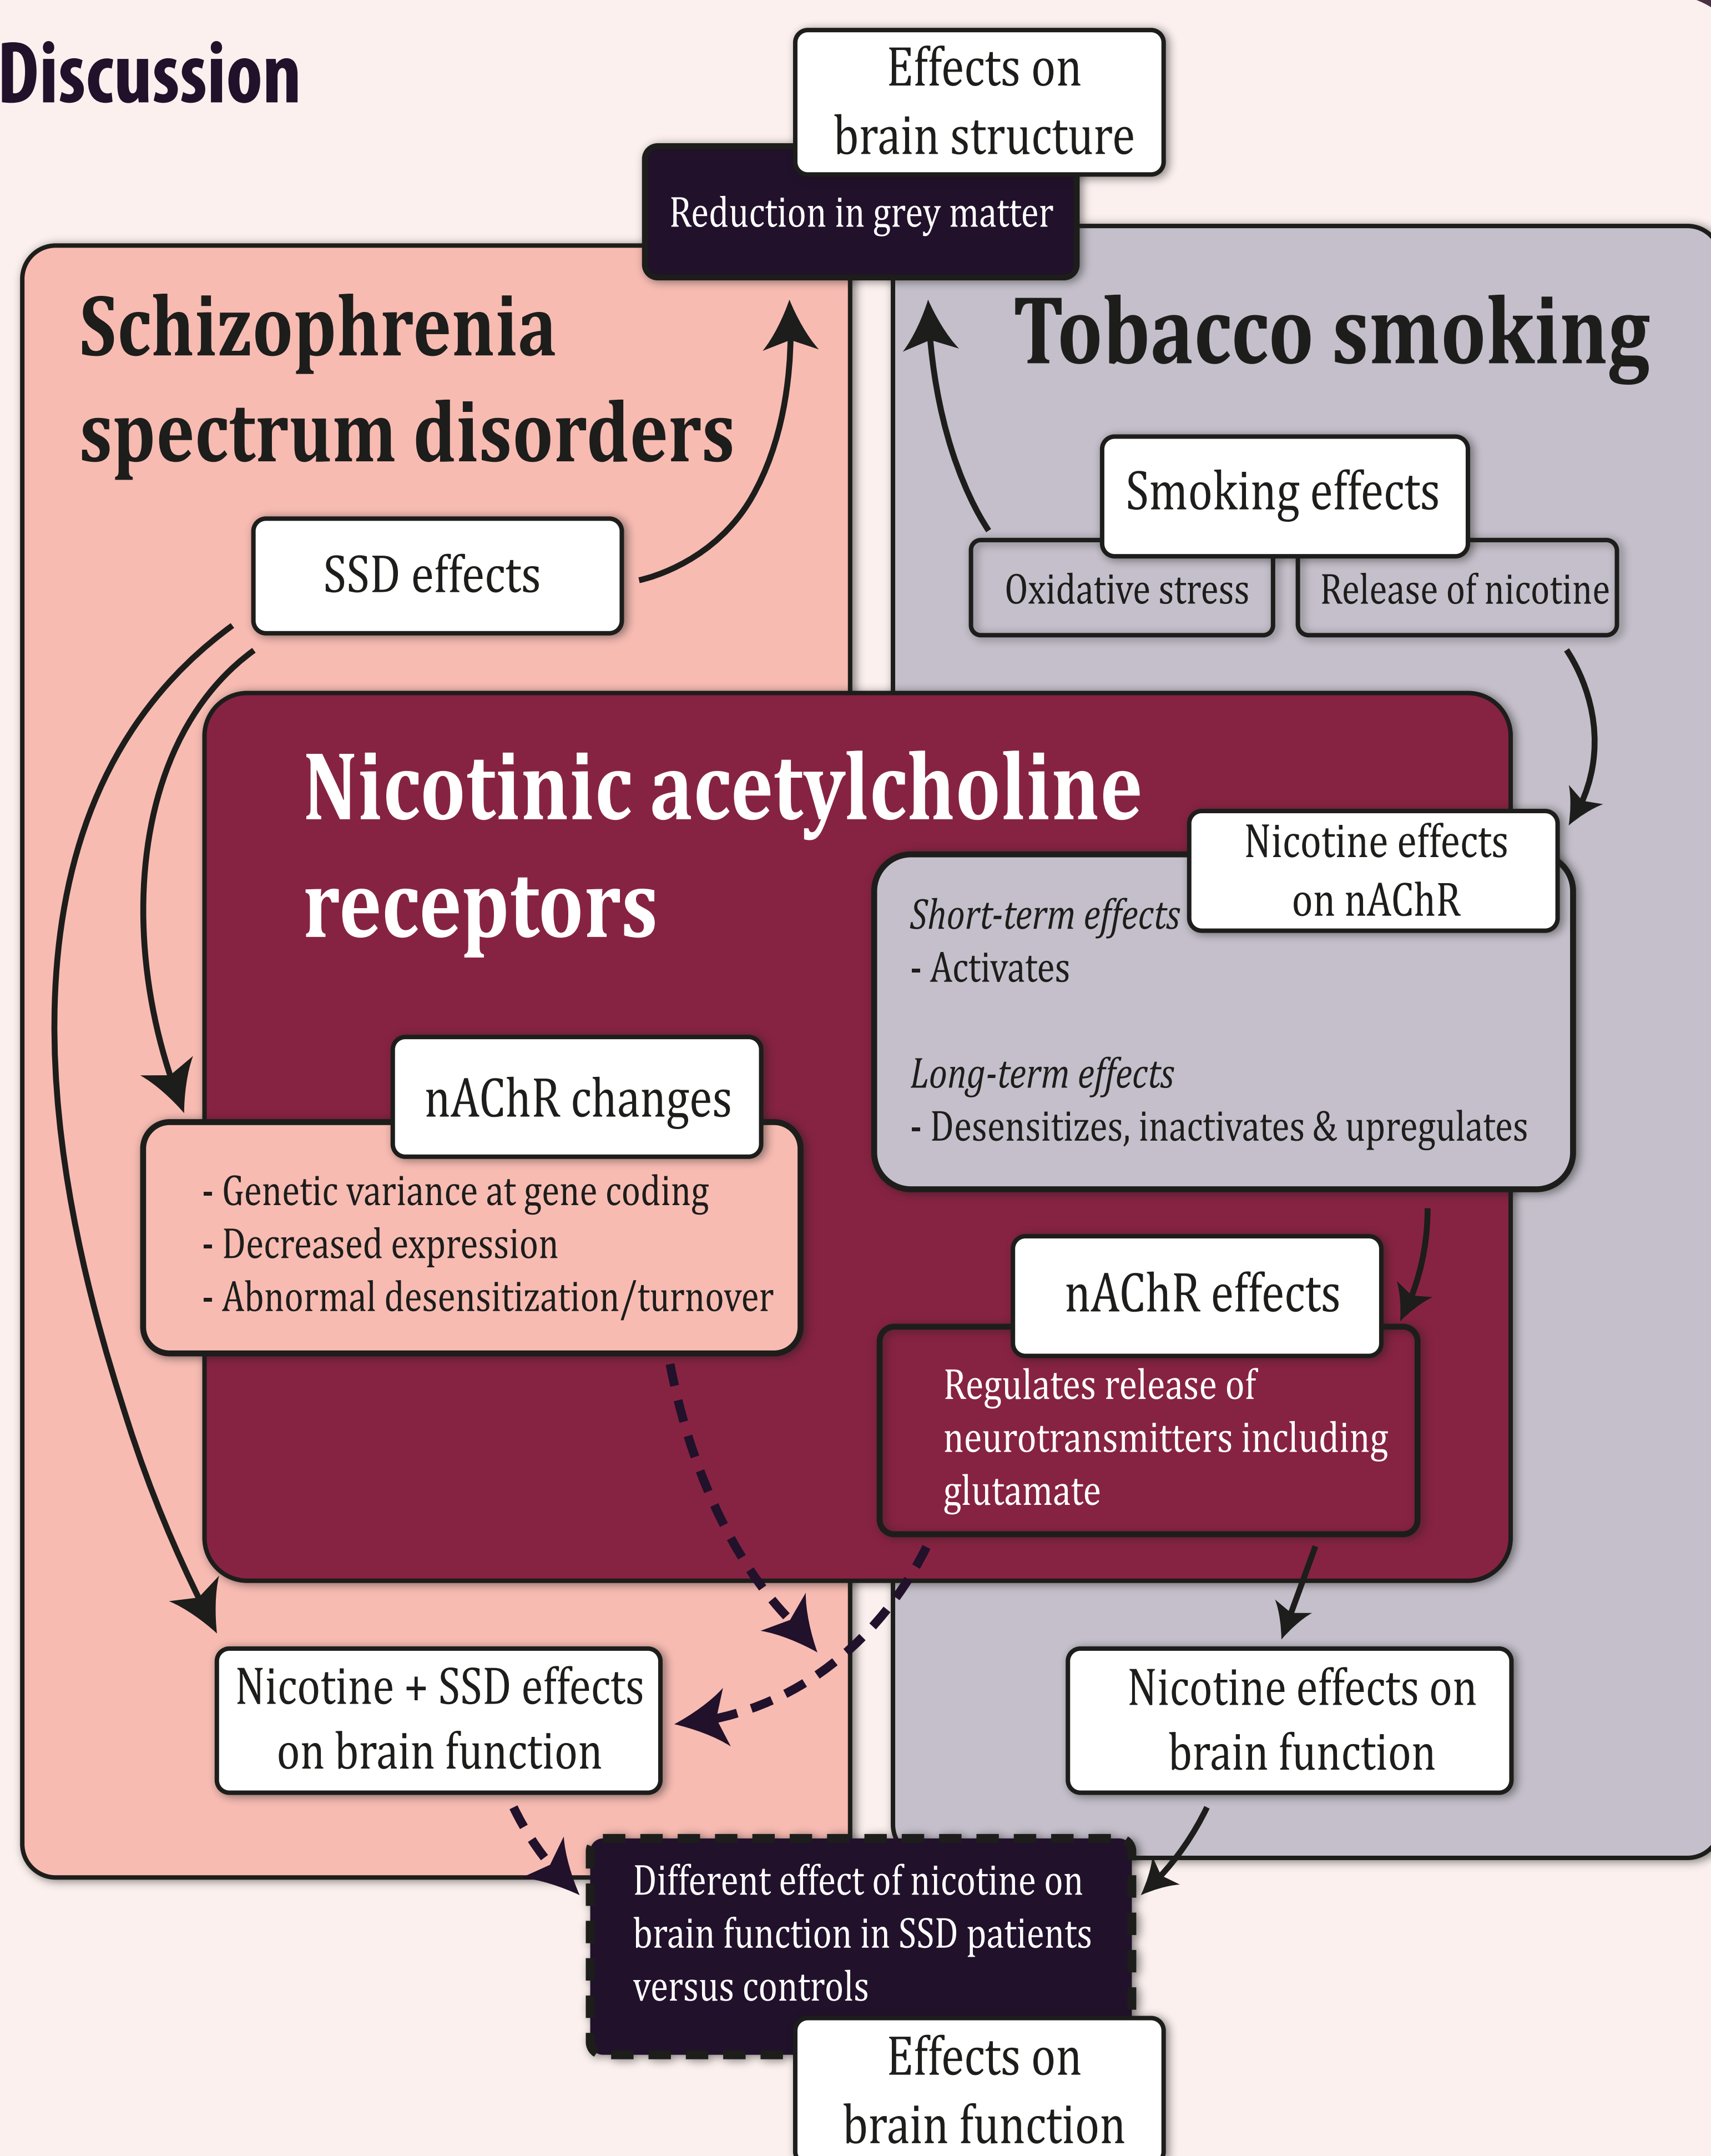 Discussion
Effects on
brain structure
Reduction in grey matter
Schizophrenia
spectrum disorders
Tobacco smoking
SSD effects
Smoking effects
Oxidative stress
Release of nicotine
Nicotinic acetylcholine
receptors
Nicotine effects
on nAChR
Short-term effects
- Activates
Long-term effects
- Desensitizes, inactivates & upregulates
nAChR changes
- Genetic variance at gene coding
- Decreased expression
- Abnormal desensitization/turnover
nAChR effects
Regulates release of
neurotransmitters including
glutamate
Nicotine + SSD effects
on brain function
Nicotine effects on
brain function
Different effect of nicotine on
brain function in SSD patients
versus controls
Effects on
brain function